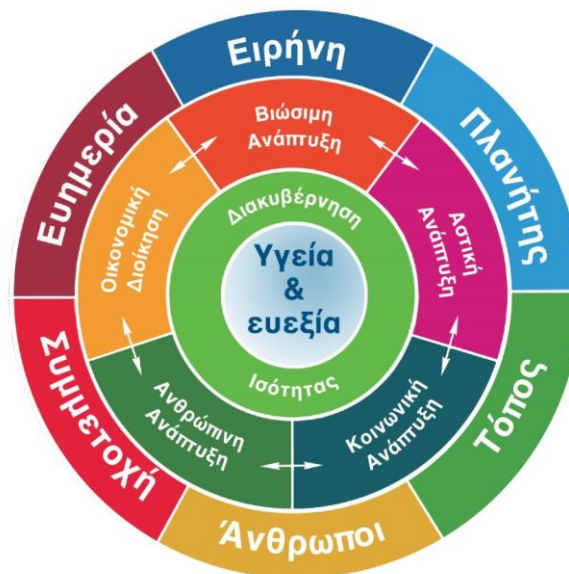 Ειρήνη
Πλανήτης
Τόπος
Άνθρωποι
Συμμετοχή
Ευημερία
Βιώσιμη
Ανάπτυξη
Αστική
Ανάπτυξη
Κοινωνική
Ανάπτυξη
Ανθρώπινη
Ανάπτυξη
Οικονομική
Διοίκηση
Διακυβέρνηση
Ισότητας
Υγεία
&
ευεξία